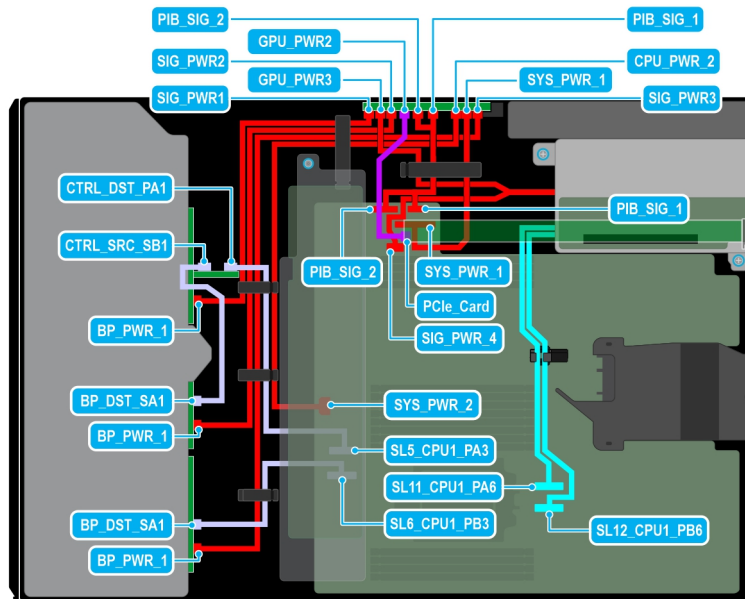 PIB_SIG_2
PIB_SIG_1
GPU_PWR2
SIG_PWR2
CPU_PWR_2
GPU_PWR3
SYS_PWR_1
SIG_PWR1
SIG_PWR3
CTRL_DST_PA1
PIB_SIG_1
CTRL_SRC_SB1
PIB_SIG_2
SYS_PWR_1
PCIe_Card
BP_PWR_1
SIG_PWR_4
BP_DST_SA1
SYS_PWR_2
BP_PWR_1
SL5_CPU1_PA3
SL11_CPU1_PA6
BP_DST_SA1
SL6_CPU1_PB3
SL12_CPU1_PB6
BP_PWR_1